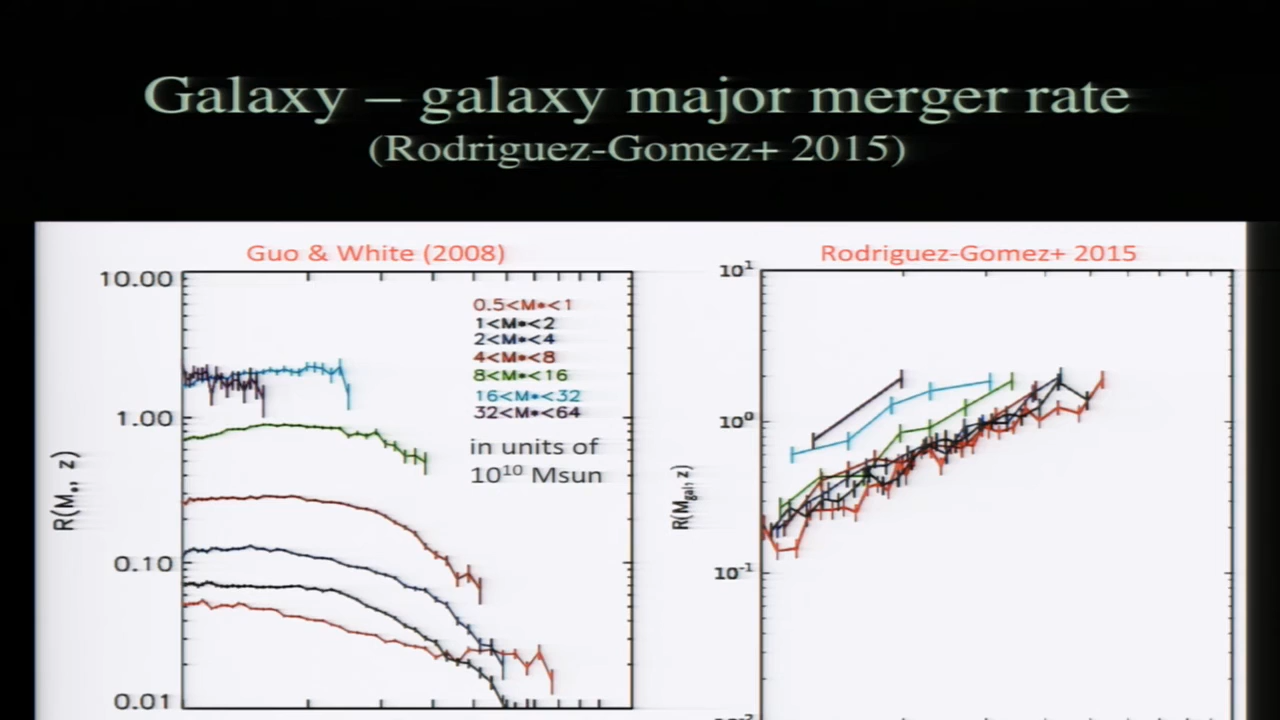 Galaxy – galaxy major merger rate
(Rodriguez-Gomez+ 2015)
Guo & White (2008)
10.00
1.00
0.10
0.01
R(M*, z)
0.5<M*<1
1<M*<2
2<M*<4
4<M*<8
8<M*<16
16<M*<32
32<M*<64
in units of
10¹⁰ Msun
Rodriguez-Gomez+ 2015
10¹
10⁰
10⁻¹
R(Mgal, z)